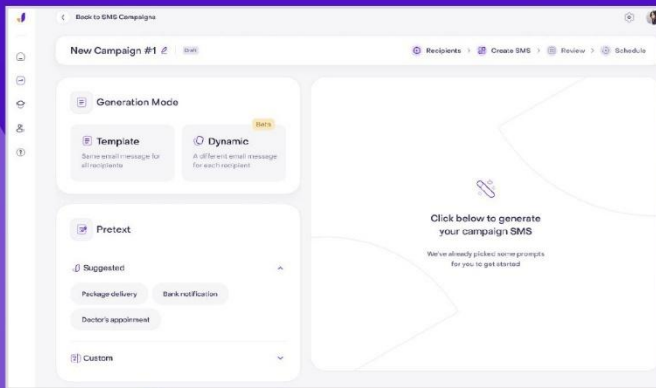 Back to SMS Campaigns
New Campaign #1
Draft
Recipients > Create SMS > Review > Schedule
Generation Mode
Template
Same email message for
all recipients
Beta
Dynamic
A different email message
for each recipient
Pretext
Suggested
Package delivery
Bank notification
Doctor's appoinment
Custom
Click below to generate
your campaign SMS
We've already picked some prompts
for you to get started